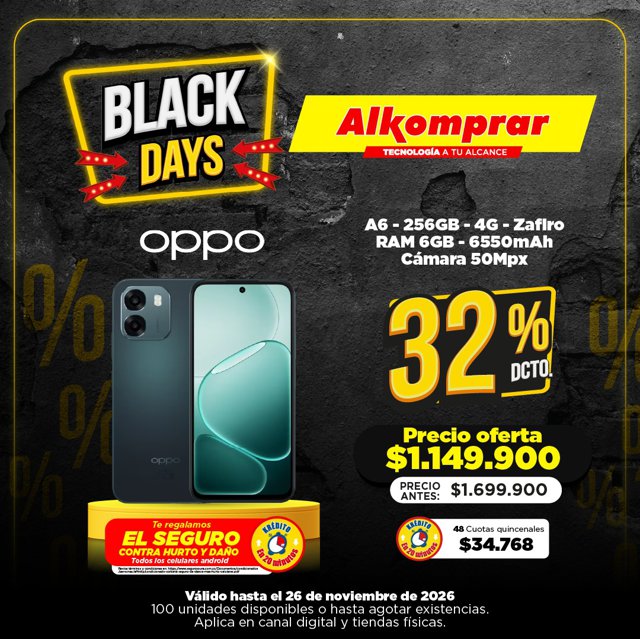 BLACK
DAYS
Alkomprar
TECNOLOGÍA A TU ALCANCE
oppo
A6 - 256GB - 4G - Zafiro
RAM 6GB - 6550mAh
Cámara 50Mpx
32% DCTO.
Precio oferta
$1.149.900
PRECIO ANTES: $1.699.900
oppo
Te regalamos
EL SEGURO
CONTRA HURTO Y DAÑO
Todos los celulares android
KRÉDITO
En 20 minutos
KRÉDITO
En 20 minutos
48 Cuotas quincenales
$34.768
Válido hasta el 26 de noviembre de 2026
100 unidades disponibles o hasta agotar existencias.
Aplica en canal digital y tiendas físicas.